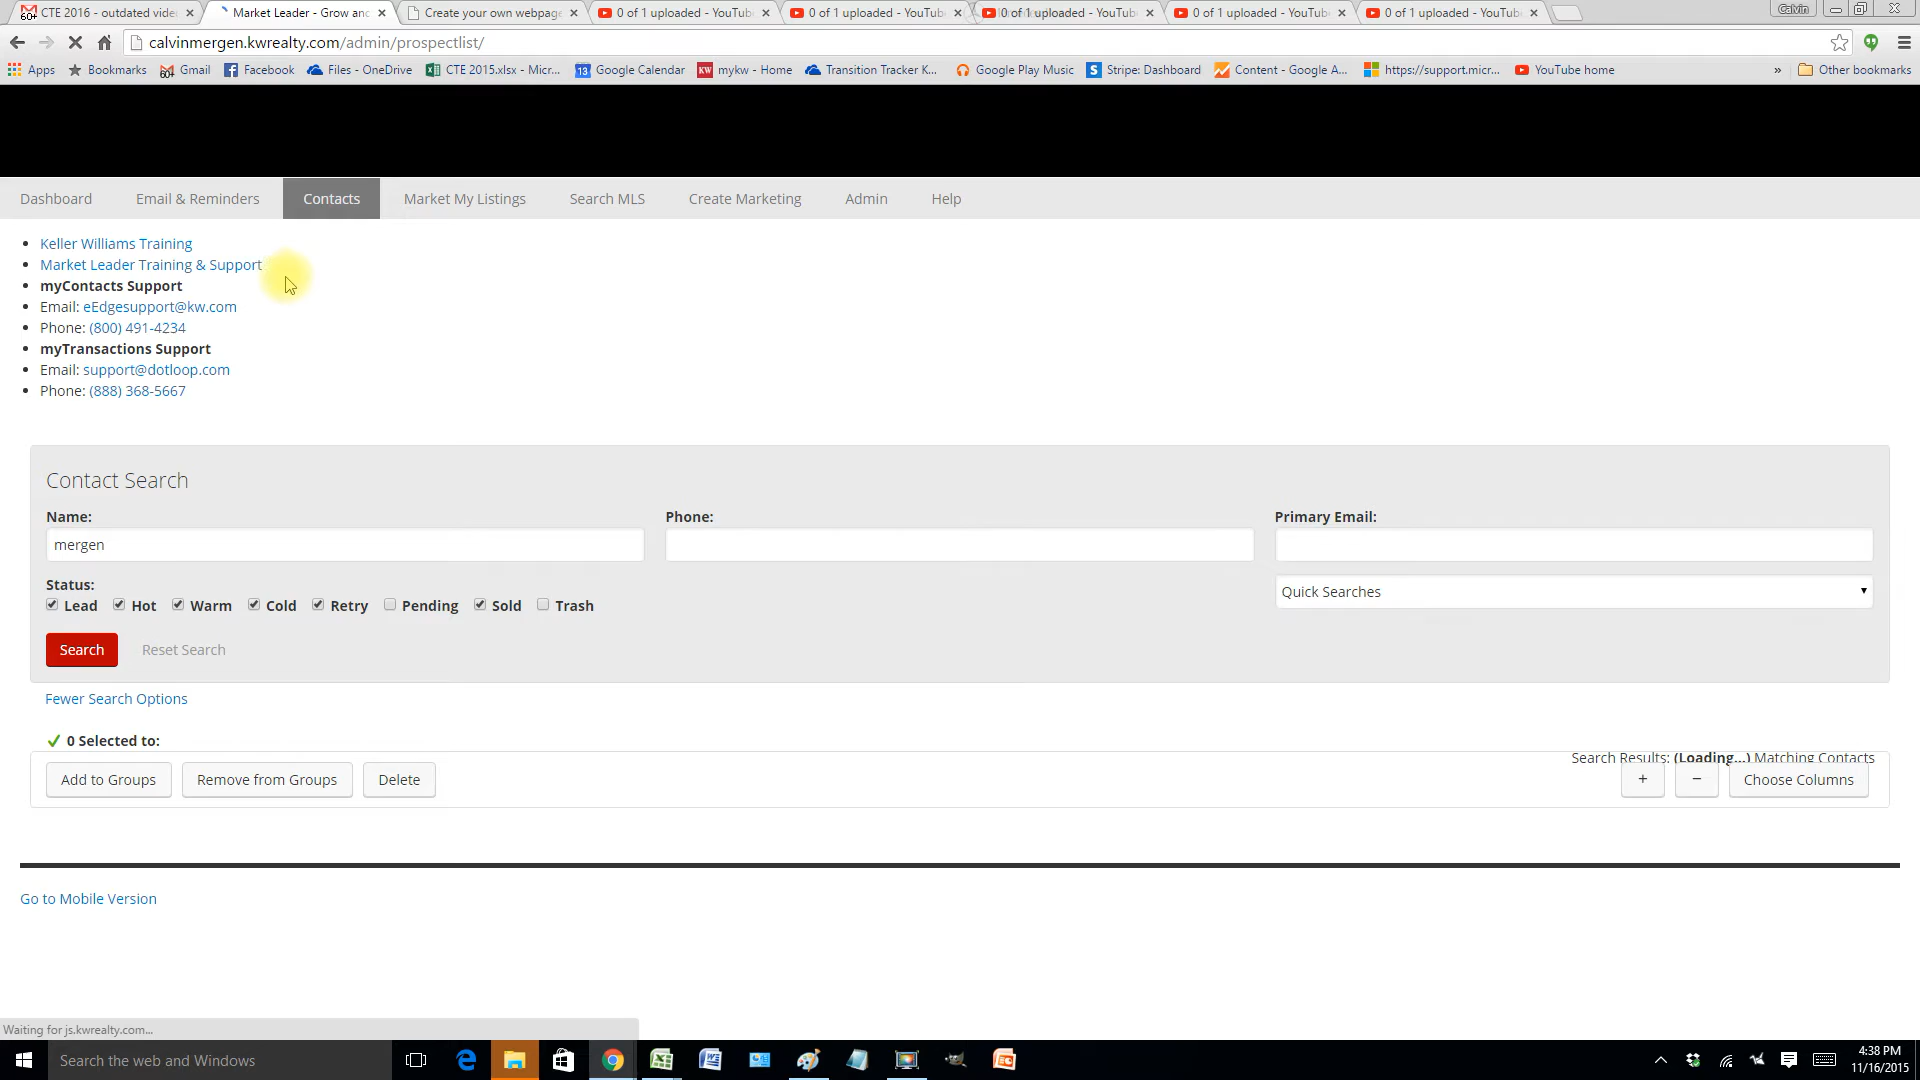 CTE 2016 - outdated vide
Market Leader - Grow and
Create your own webpage
0 of 1 uploaded - YouTub
0 of 1 uploaded - YouTub
0 of 1 uploaded - YouTub
0 of 1 uploaded - YouTub
0 of 1 uploaded - YouTub
Calvin
calvinmergen.kwrealty.com/admin/prospectlist/
Apps
Bookmarks
Gmail
Facebook
Files - OneDrive
CTE 2015.xlsx - Micr...
Google Calendar
mykw - Home
Transition Tracker K...
Google Play Music
Stripe: Dashboard
Content - Google A...
https://support.micr...
YouTube home
»
Other bookmarks
Dashboard
Email & Reminders
Contacts
Market My Listings
Search MLS
Create Marketing
Admin
Help
Keller Williams Training
Market Leader Training & Support
myContacts Support
Email: eEdgesupport@kw.com
Phone: (800) 491-4234
myTransactions Support
Email: support@dotloop.com
Phone: (888) 368-5667
Contact Search
Name:
Phone:
Primary Email:
mergen
Status:
Lead
Hot
Warm
Cold
Retry
Pending
Sold
Trash
Quick Searches
Search
Reset Search
Fewer Search Options
0 Selected to:
Search Results: (Loading...) Matching Contacts
Add to Groups
Remove from Groups
Delete
+
−
Choose Columns
Go to Mobile Version
Waiting for js.kwrealty.com...
Search the web and Windows
4:38 PM
11/16/2015